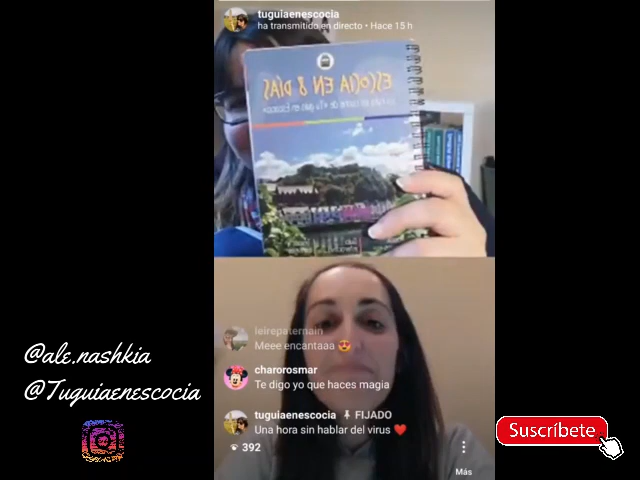 tuguiaenescocia
ha transmitido en directo • Hace 15 h
ESCOCIA EN 8 DÍAS
leirepaternain
Meee encantaaa 😍
charorosmar
Te digo yo que haces magia
tuguiaenescocia FIJADO
Una hora sin hablar del virus ❤️
392
Más
@ale.nashkia
@Tuguiaenescocia
Suscríbete